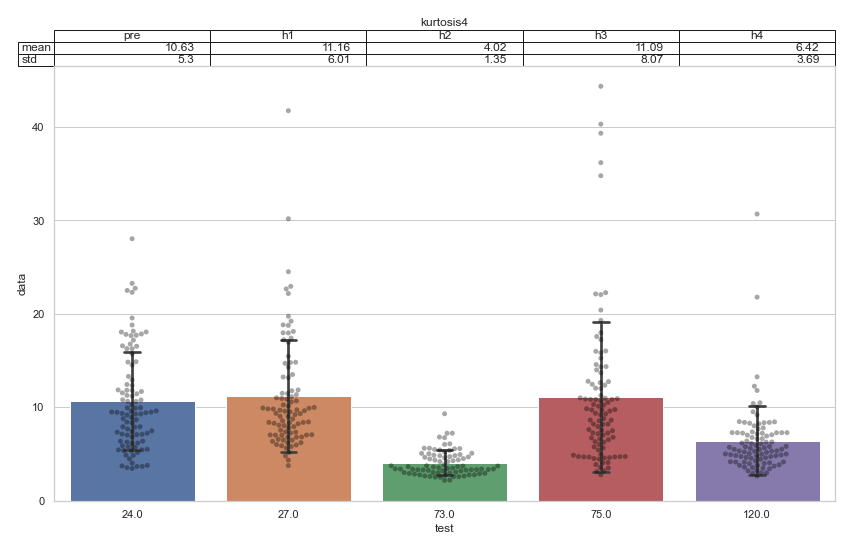 kurtosis4
pre h1 h2 h3 h4
mean 10.63 11.16 4.02 11.09 6.42
std 5.3 6.01 1.35 8.07 3.69
40
30
20
10
0
data
24.0 27.0 73.0 75.0 120.0
test